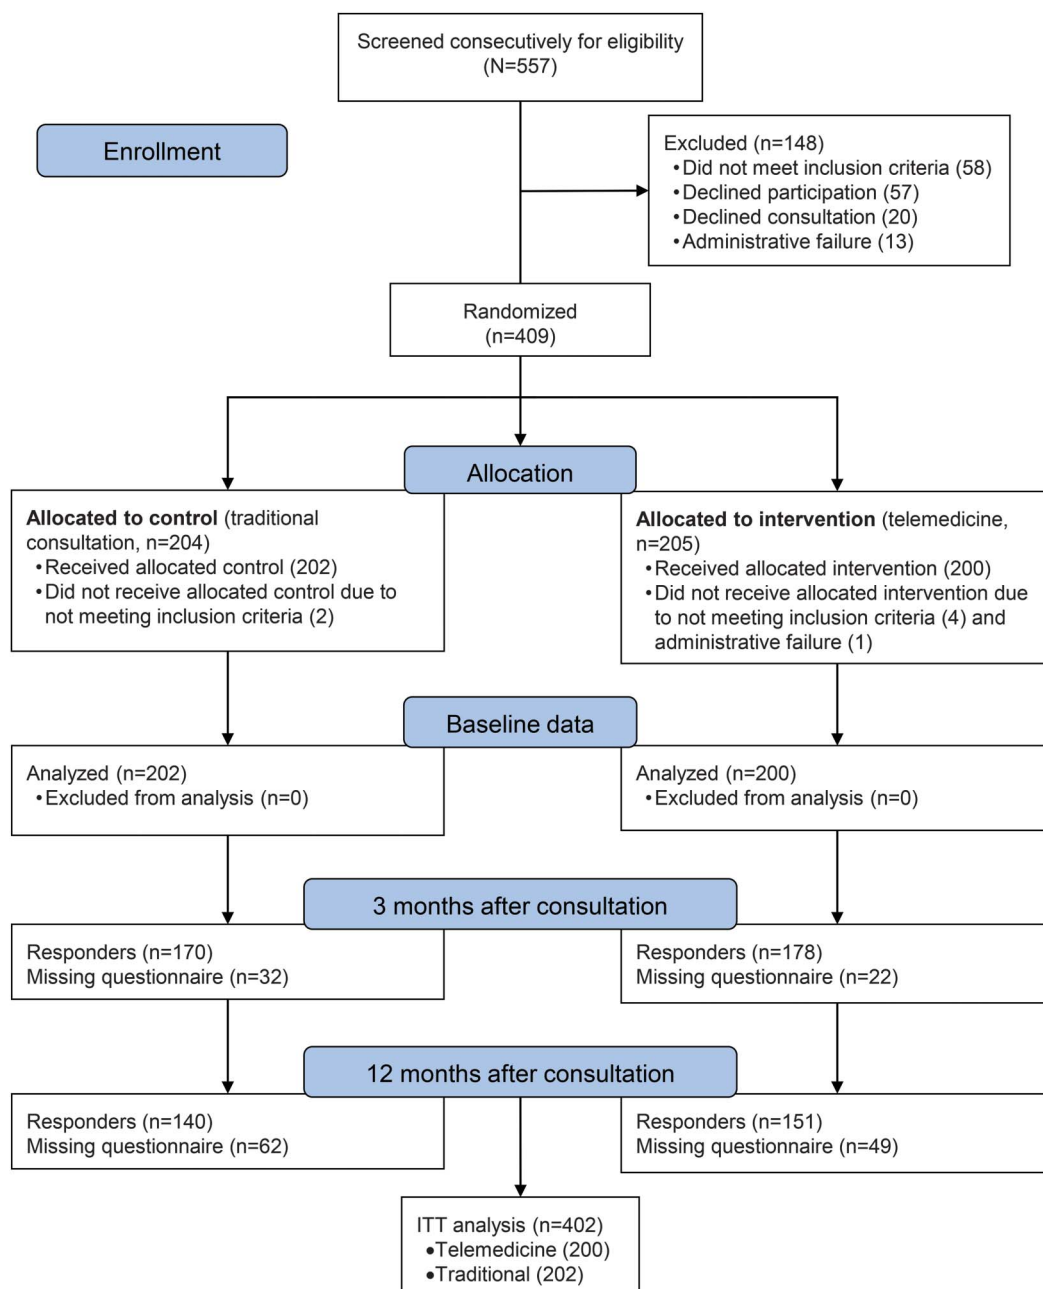 Screened consecutively for eligibility
(N=557)
Enrollment
Excluded (n=148)
•Did not meet inclusion criteria (58)
•Declined participation (57)
•Declined consultation (20)
•Administrative failure (13)
Randomized
(n=409)
Allocation
Allocated to control (traditional
consultation, n=204)
•Received allocated control (202)
•Did not receive allocated control due to
not meeting inclusion criteria (2)
Allocated to intervention (telemedicine,
n=205)
•Received allocated intervention (200)
•Did not receive allocated intervention due
to not meeting inclusion criteria (4) and
administrative failure (1)
Baseline data
Analyzed (n=202)
•Excluded from analysis (n=0)
Analyzed (n=200)
•Excluded from analysis (n=0)
3 months after consultation
Responders (n=170)
Missing questionnaire (n=32)
Responders (n=178)
Missing questionnaire (n=22)
12 months after consultation
Responders (n=140)
Missing questionnaire (n=62)
Responders (n=151)
Missing questionnaire (n=49)
ITT analysis (n=402)
•Telemedicine (200)
•Traditional (202)